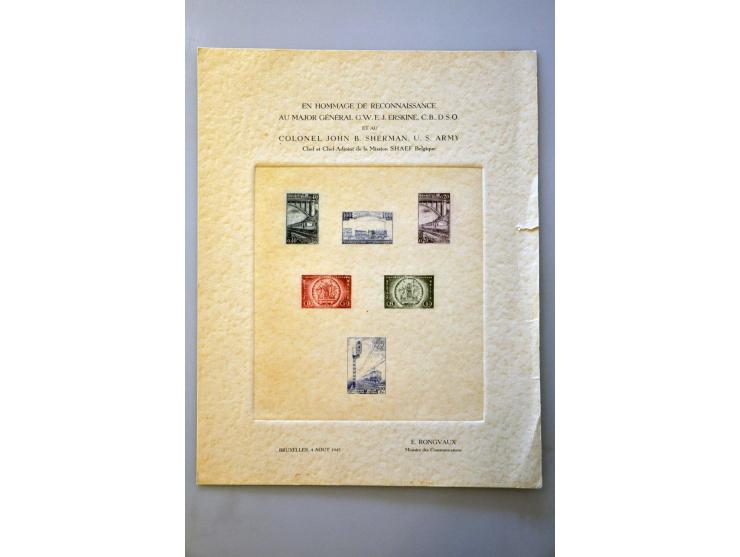 EN HOMMAGE DE RECONNAISSANCE
AU MAJOR GÉNÉRAL G.W.E.J. ERSKINE, C.B., D.S.O.
ET AU
COLONEL JOHN B. SHERMAN, U. S. ARMY
Chef et Chef-Adjoint de la Mission SHAEF Belgique
BRUXELLES, 4 AOUT 1945
E. RONGVAUX
Ministre des Communications